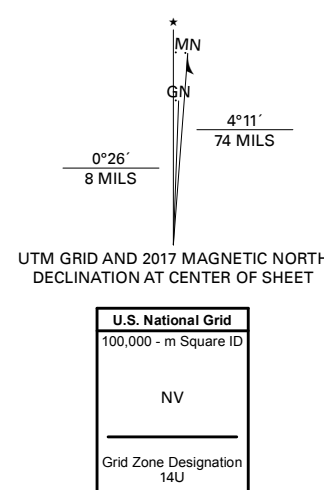 ★
MN
GN
4°11´
74 MILS
0°26´
8 MILS
UTM GRID AND 2017 MAGNETIC NORTH
DECLINATION AT CENTER OF SHEET
U.S. National Grid
100,000 - m Square ID
NV
Grid Zone Designation
14U